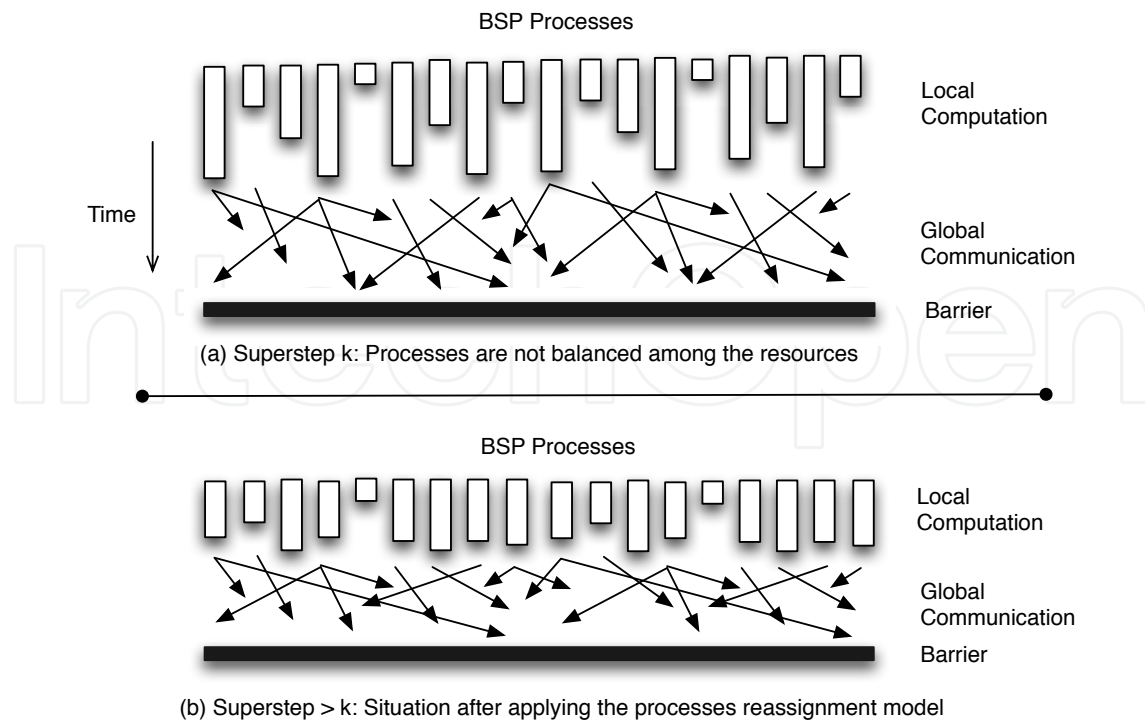 BSP Processes
Local
Computation
Time
Global
Communication
Barrier
(a) Superstep k: Processes are not balanced among the resources
IntechOpen
BSP Processes
Local
Computation
Global
Communication
Barrier
(b) Superstep > k: Situation after applying the processes reassignment model